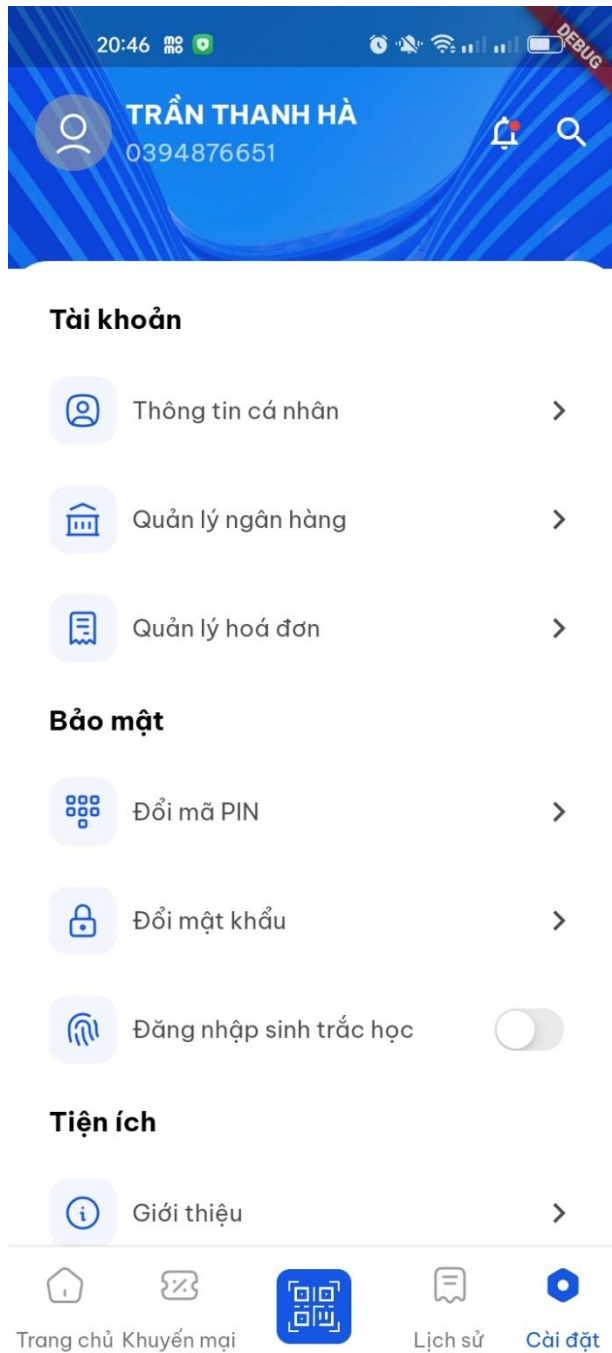 20:46
DEBUG
TRẦN THANH HÀ
0394876651
Tài khoản
Thông tin cá nhân
Quản lý ngân hàng
Quản lý hoá đơn
Bảo mật
Đổi mã PIN
Đổi mật khẩu
Đăng nhập sinh trắc học
Tiện ích
Giới thiệu
Trang chủ Khuyến mại Lịch sử Cài đặt